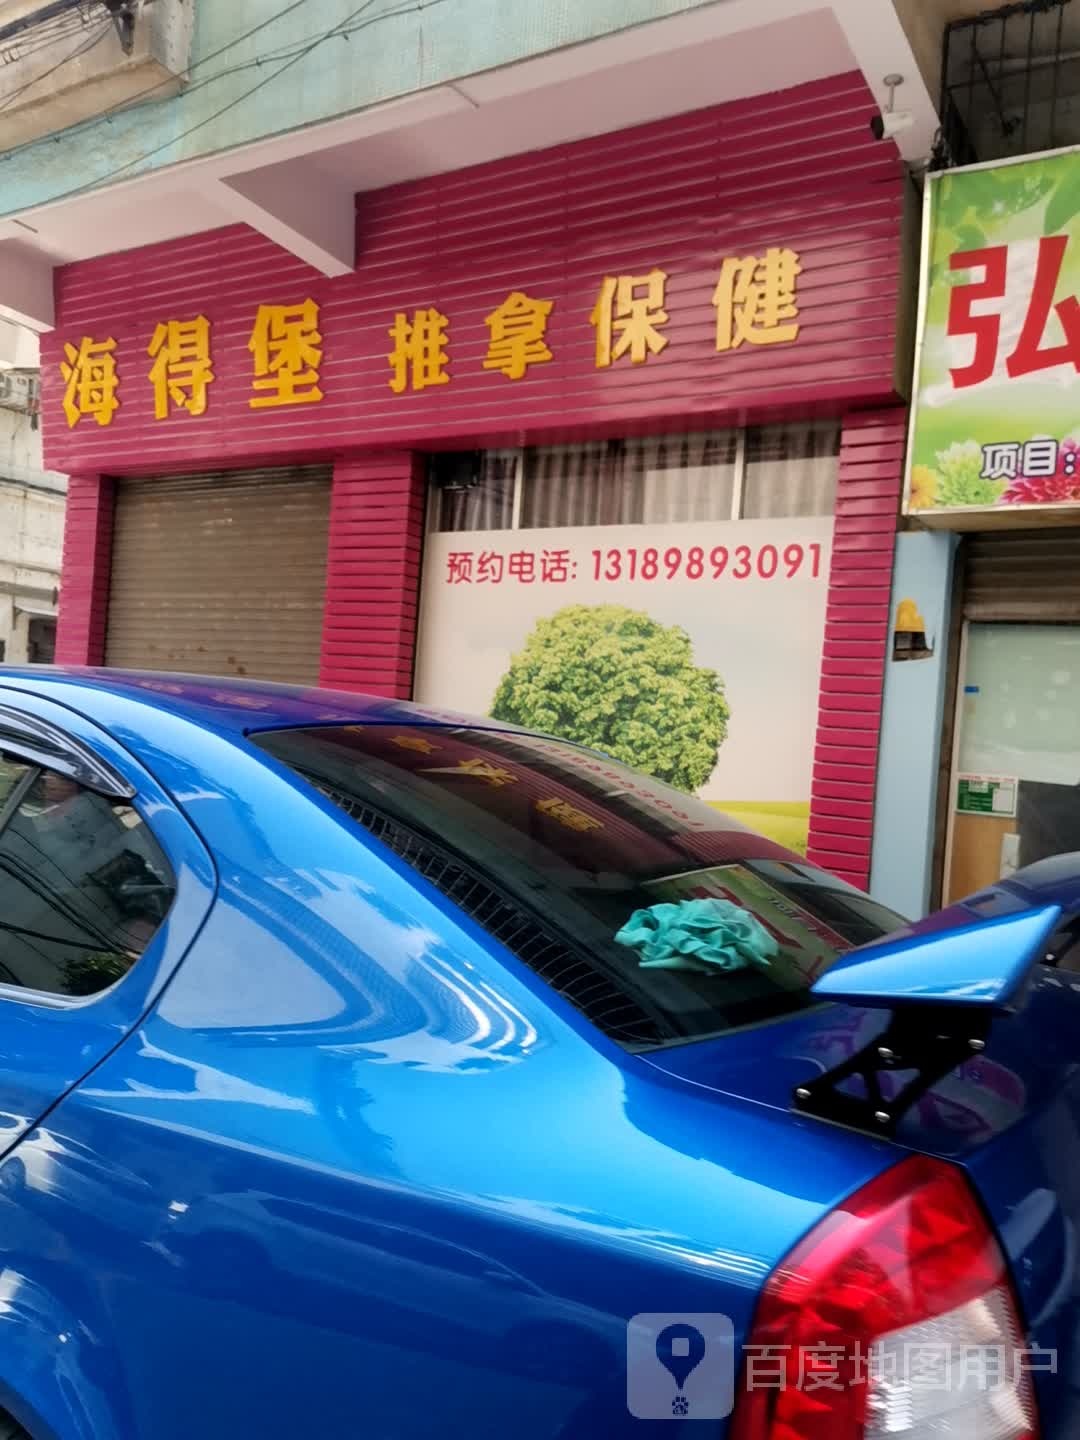 海得堡 推拿保健
预约电话: 13189893091
弘
项目:
百度地图用户